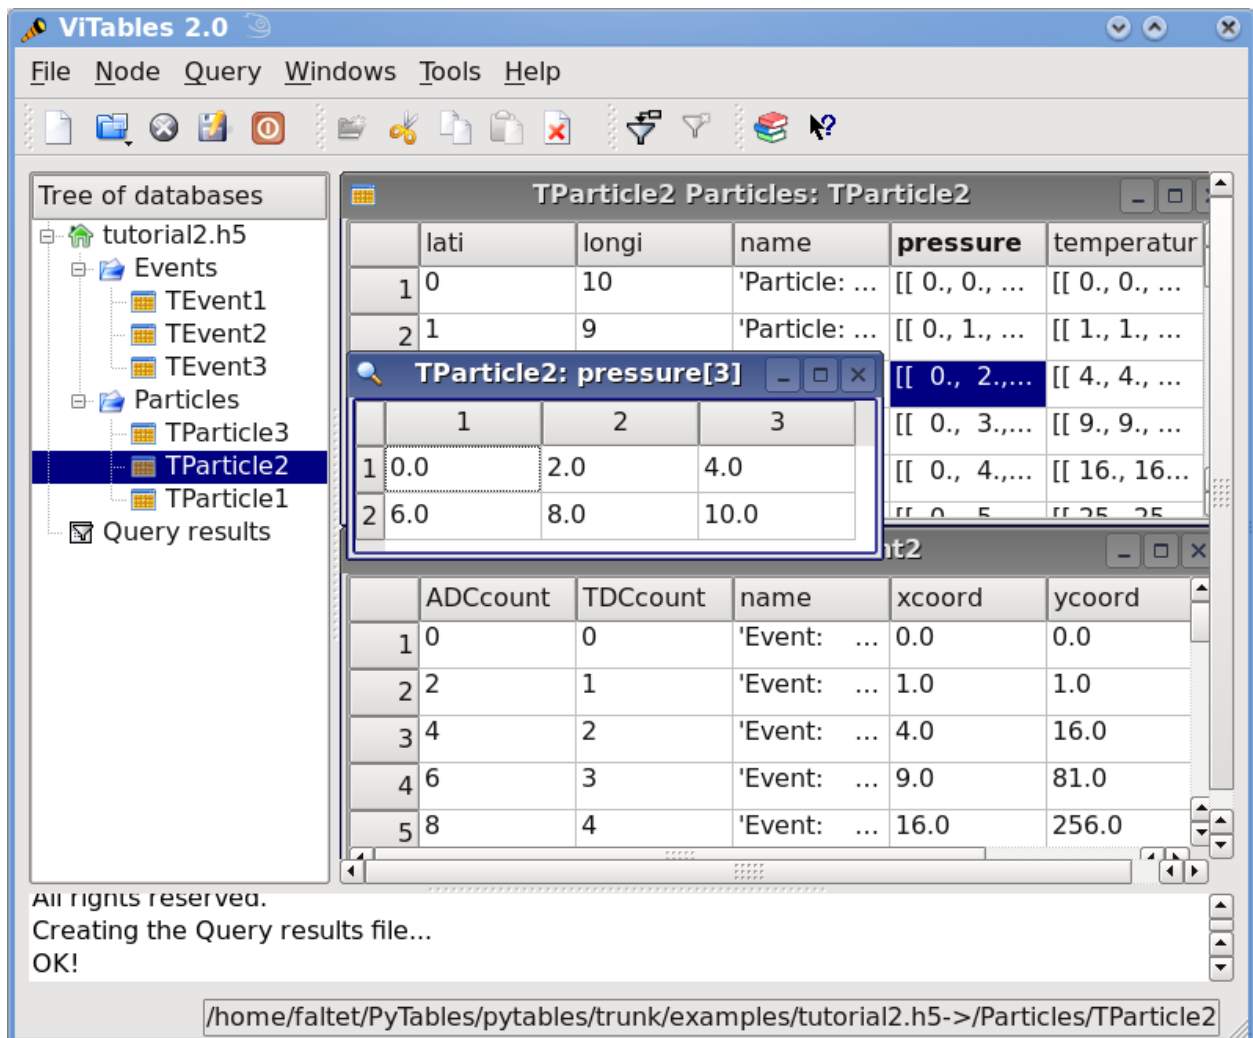 ViTables 2.0
File Node Query Windows Tools Help
Tree of databases
tutorial2.h5
Events
TEvent1
TEvent2
TEvent3
Particles
TParticle3
TParticle2
TParticle1
Query results
TParticle2 Particles: TParticle2
lati longi name pressure temperatur
1 0 10 'Particle: ... [[ 0., 0., ... [[ 0., 0., ...
2 1 9 'Particle: ... [[ 0., 1., ... [[ 1., 1., ...
[[ 0., 2.,... [[ 4., 4., ...
[[ 0., 3.,... [[ 9., 9., ...
[[ 0., 4.,... [[ 16., 16...
TParticle2: pressure[3]
1 2 3
1 0.0 2.0 4.0
2 6.0 8.0 10.0
nt2
ADCcount TDCcount name xcoord ycoord
1 0 0 'Event: ... 0.0 0.0
2 2 1 'Event: ... 1.0 1.0
3 4 2 'Event: ... 4.0 16.0
4 6 3 'Event: ... 9.0 81.0
5 8 4 'Event: ... 16.0 256.0
All rights reserved.
Creating the Query results file...
OK!
/home/faltet/PyTables/pytables/trunk/examples/tutorial2.h5->/Particles/TParticle2